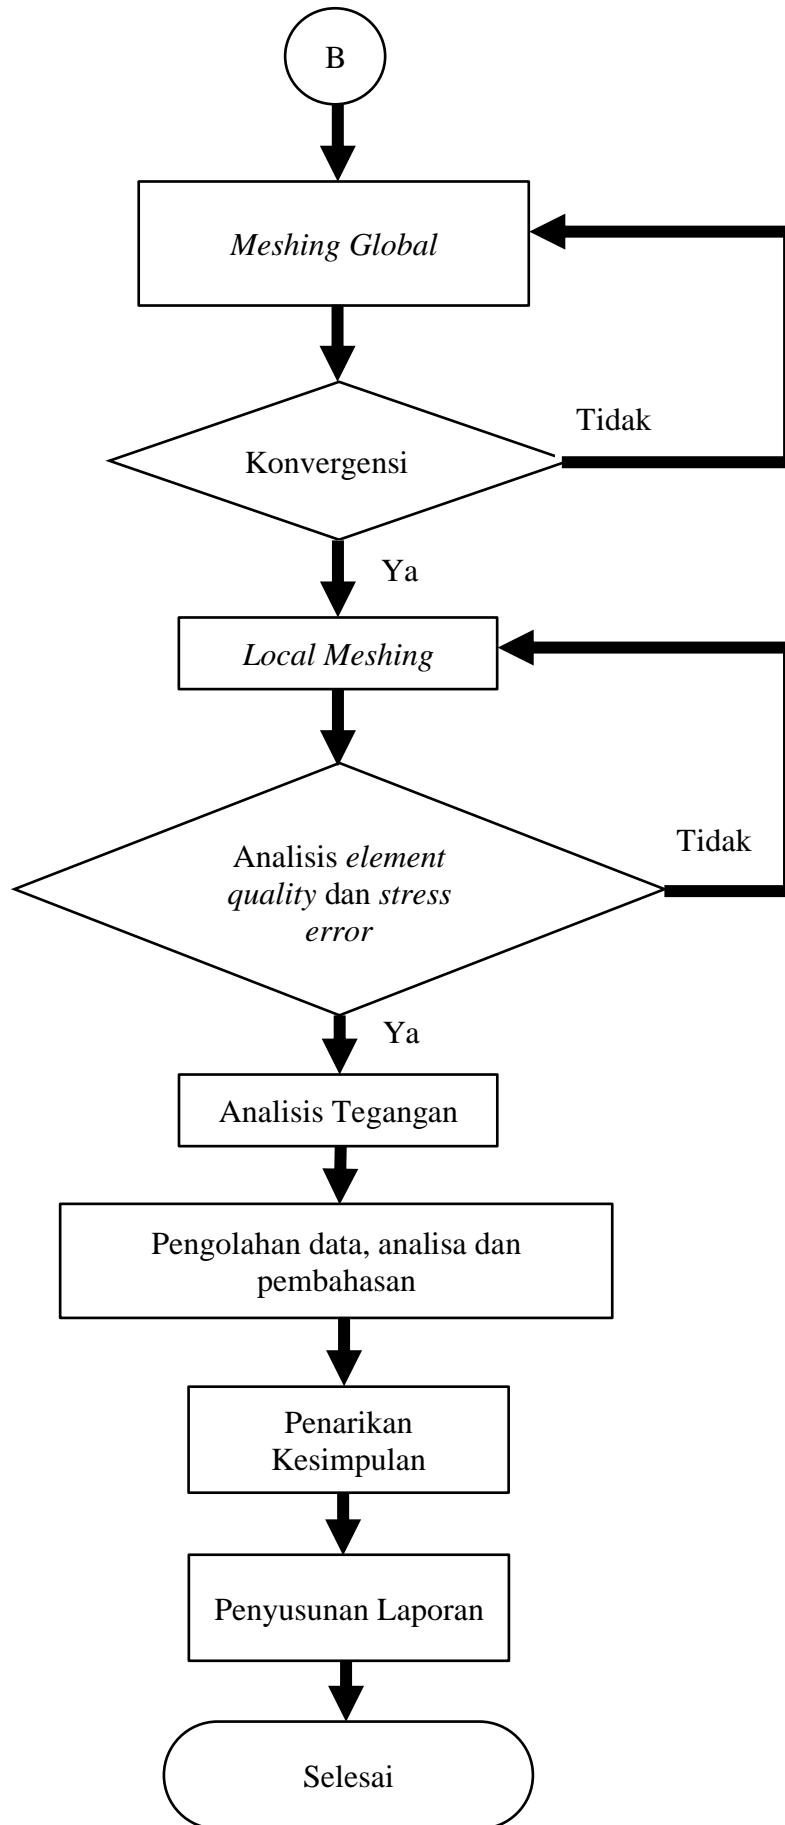 B
Meshing Global
Tidak
Konvergensi
Ya
Local Meshing
Tidak
Analisis element
quality dan stress
error
Ya
Analisis Tegangan
Pengolahan data, analisa dan
pembahasan
Penarikan
Kesimpulan
Penyusunan Laporan
Selesai